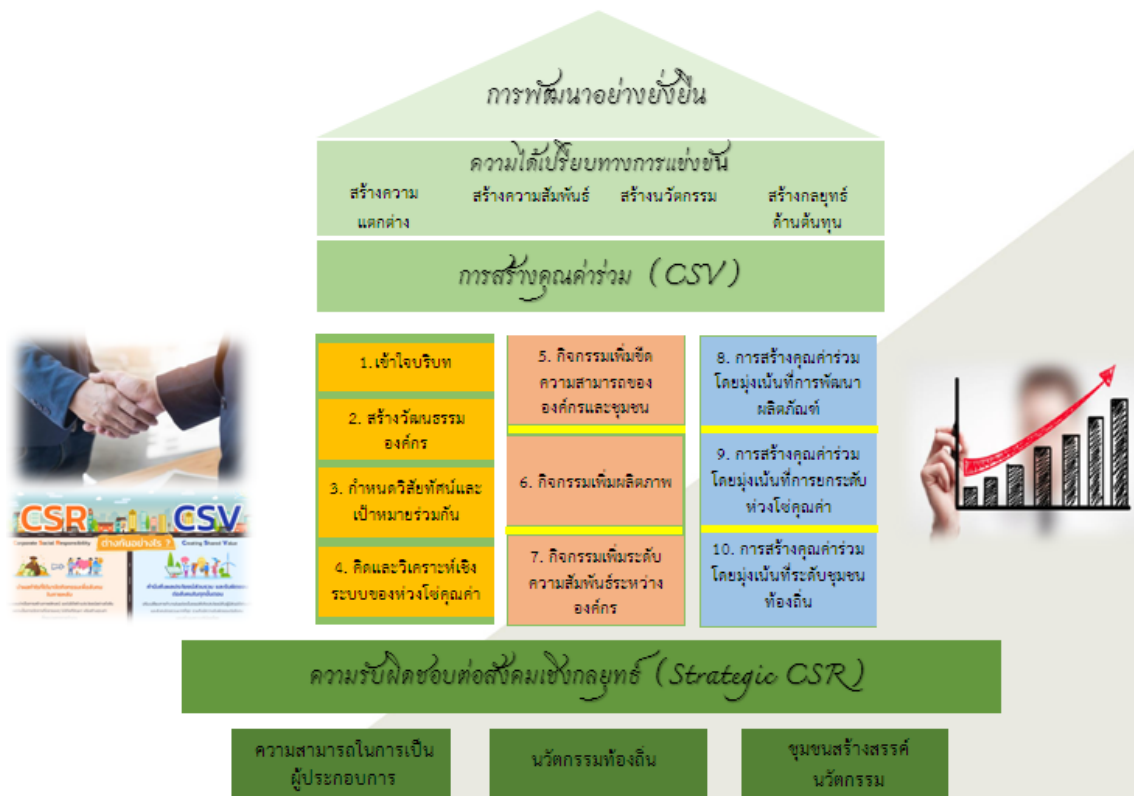 การพัฒนาอย่างยั่งยืน
ความได้เปรียบทางการแข่งขัน
สร้างความ
แตกต่าง
สร้างความสัมพันธ์
สร้างนวัตกรรม
สร้างกลยุทธ์
ด้านต้นทุน
การสร้างคุณค่าร่วม (CSV)
1.เข้าใจบริบท
2. สร้างวัฒนธรรม
องค์กร
3. กำหนดวิสัยทัศน์และ
เป้าหมายร่วมกัน
4. คิดและวิเคราะห์เชิง
ระบบของห่วงโซ่คุณค่า
5. กิจกรรมเพิ่มขีด
ความสามารถของ
องค์กรและชุมชน
6. กิจกรรมเพิ่มผลิตภาพ
7. กิจกรรมเพิ่มระดับ
ความสัมพันธ์ระหว่าง
องค์กร
8. การสร้างคุณค่าร่วม
โดยมุ่งเน้นที่การพัฒนา
ผลิตภัณฑ์
9. การสร้างคุณค่าร่วม
โดยมุ่งเน้นที่การยกระดับ
ห่วงโซ่คุณค่า
10. การสร้างคุณค่าร่วม
โดยมุ่งเน้นที่ระดับชุมชน
ท้องถิ่น
CSR
CSV
Corporate Social Responsibility
ต่างกันอย่างไร ?
Creating Shared Value
ความรับผิดชอบต่อสังคมเชิงกลยุทธ์ (Strategic CSR)
ความสามารถในการเป็น
ผู้ประกอบการ
นวัตกรรมท้องถิ่น
ชุมชนสร้างสรรค์
นวัตกรรม